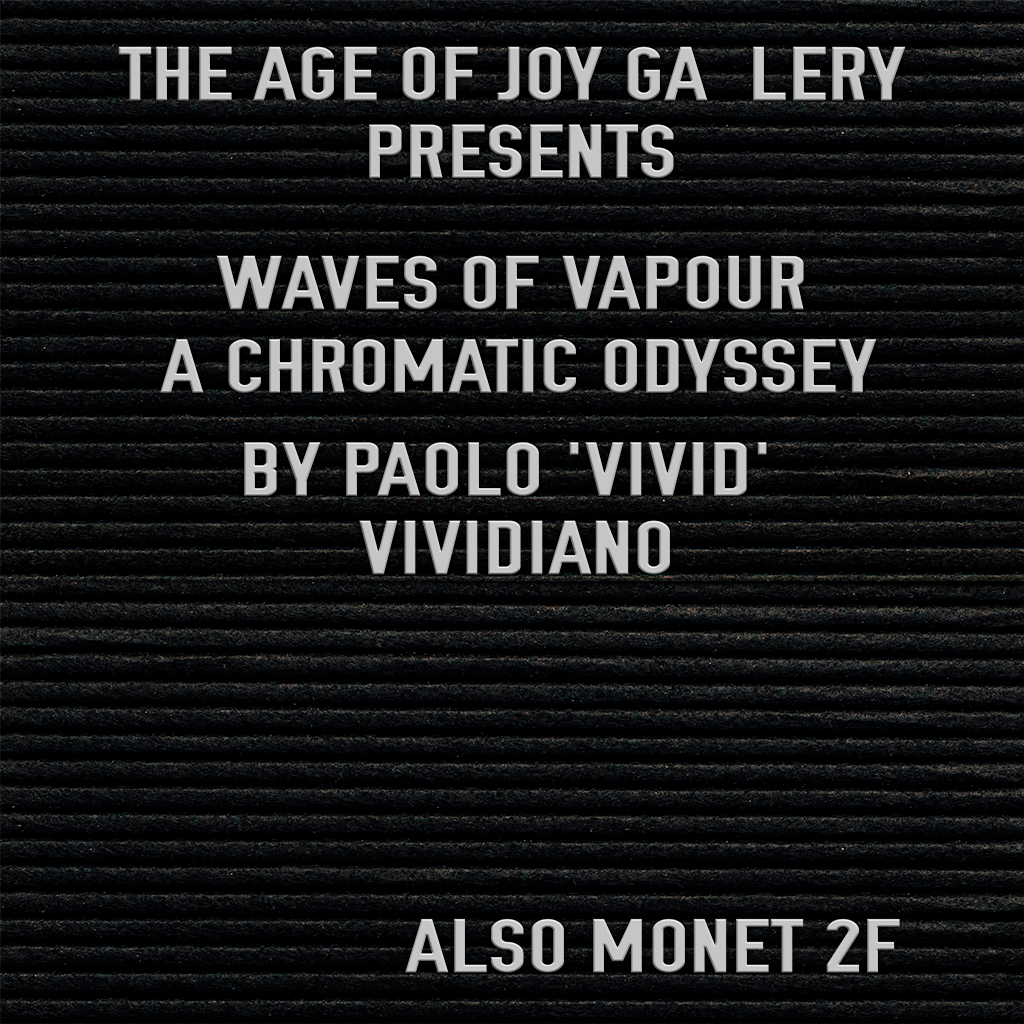 THE AGE OF JOY GA LERY
PRESENTS
WAVES OF VAPOUR
A CHROMATIC ODYSSEY
BY PAOLO 'VIVID'
VIVIDIANO
ALSO MONET 2F